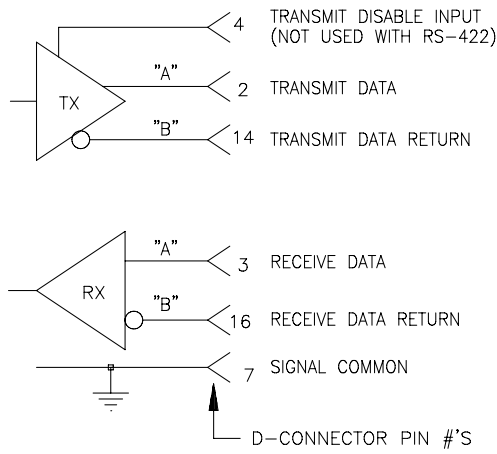 4 TRANSMIT DISABLE INPUT
(NOT USED WITH RS-422)
"A"
2 TRANSMIT DATA
TX
"B"
14 TRANSMIT DATA RETURN
"A"
3 RECEIVE DATA
RX
"B"
16 RECEIVE DATA RETURN
7 SIGNAL COMMON
D-CONNECTOR PIN #'S